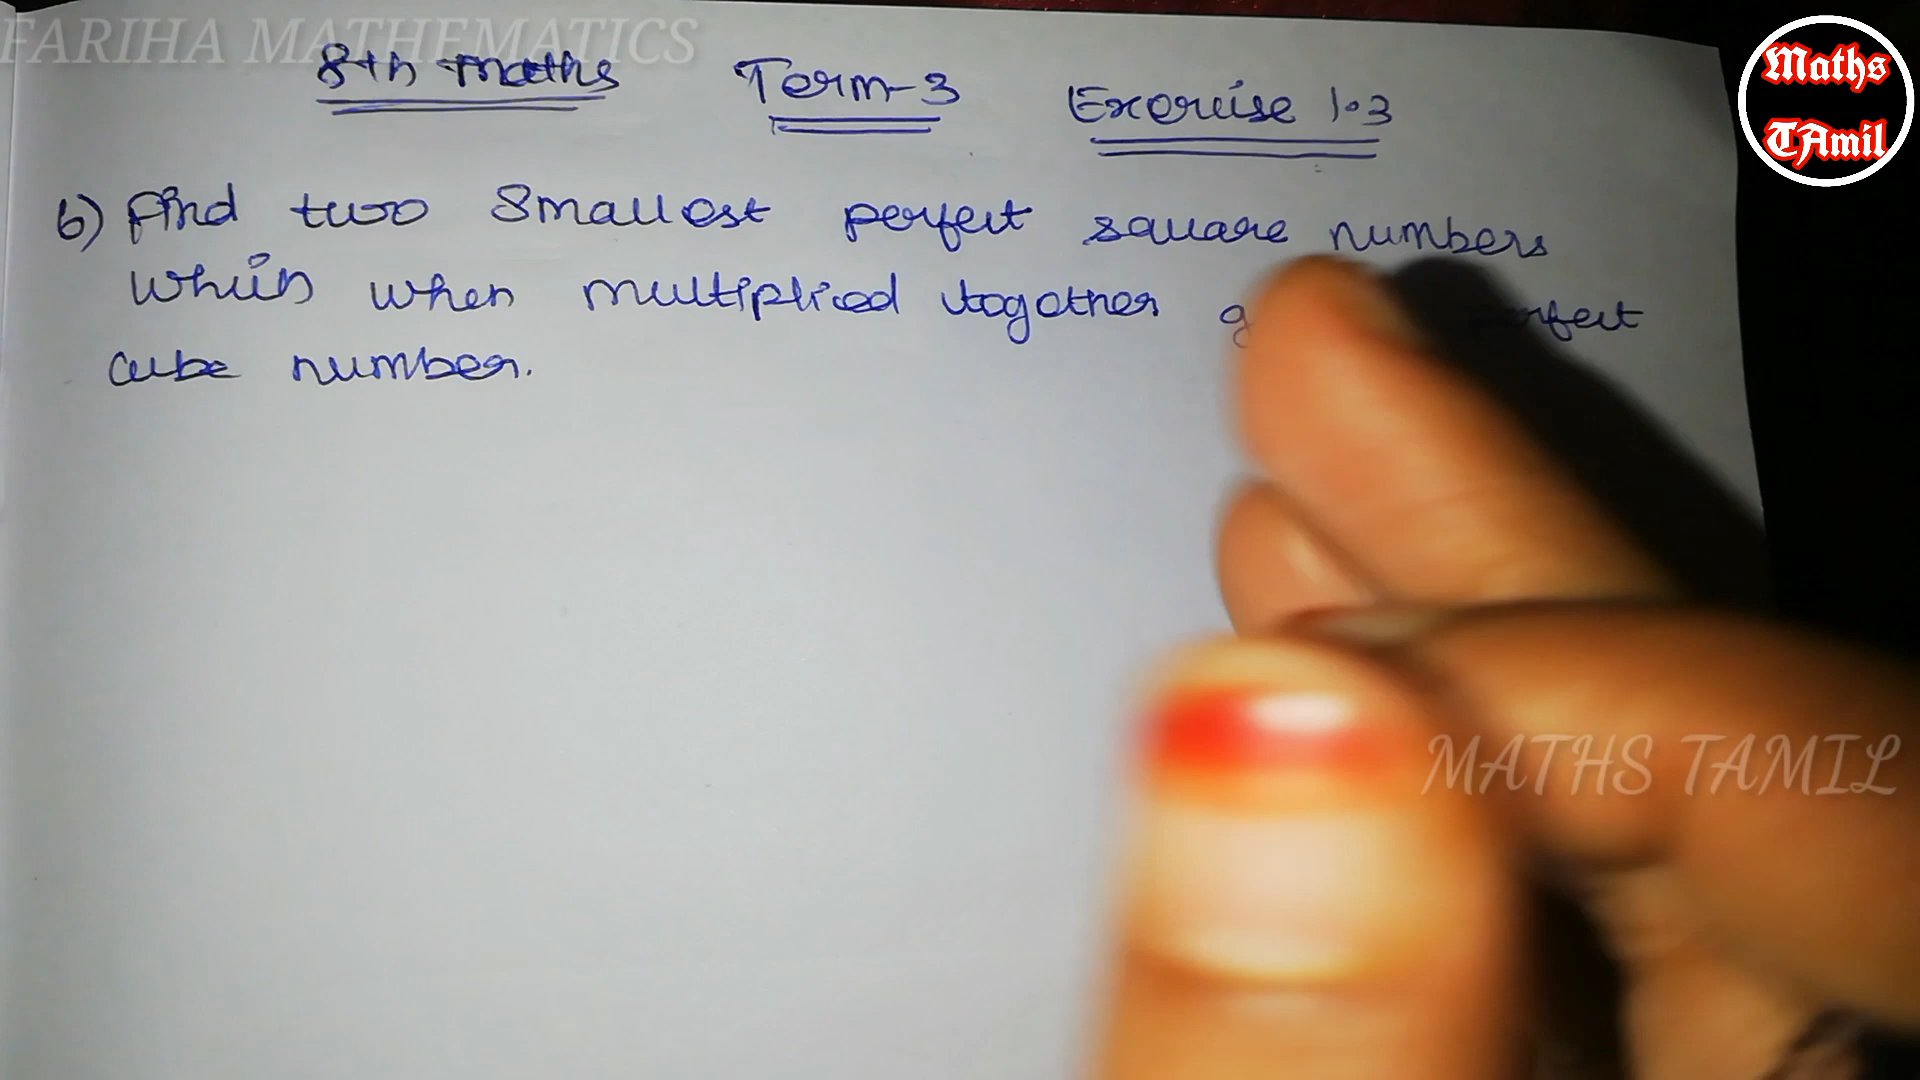 FARIHA MATHEMATICS
8th maths Term-3 Exercise 1.3
Maths
TAmil
6) Find two Smallest perfect square numbers
Which when multiplied together perfect
cube number.
MATHS TAMIL